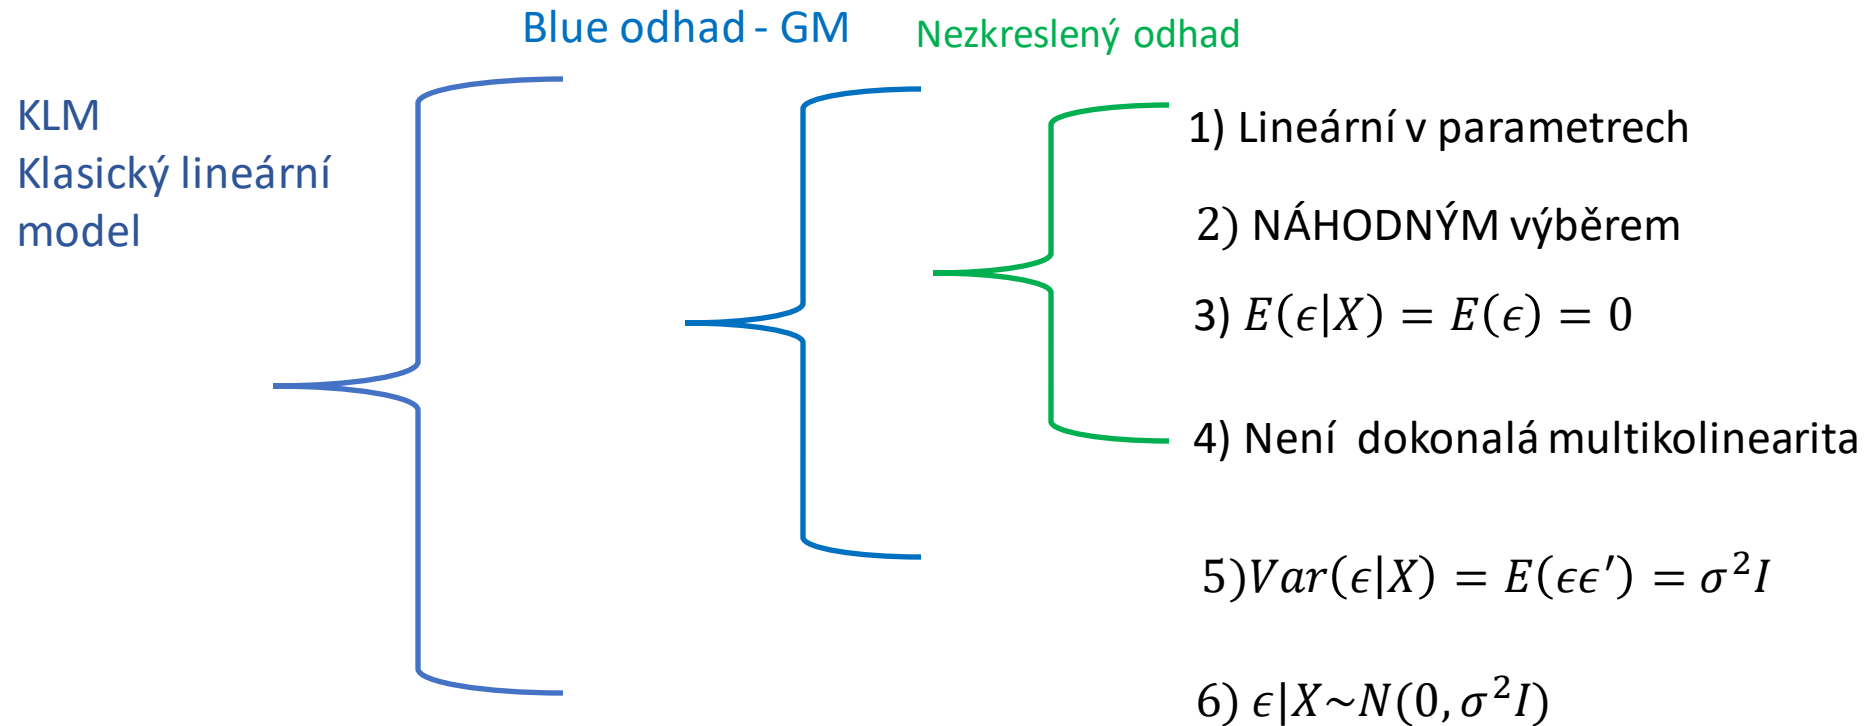 Blue odhad - GM
Nezkreslený odhad
KLM
Klasický lineární
model
1) Lineární v parametrech
2) NÁHODNÝM výběrem
3) E(ϵ|X) = E(ϵ) = 0
4) Není dokonalá multikolinearita
5)Var(ϵ|X) = E(ϵϵ′) = σ²I
6) ϵ|X~N(0, σ²I)